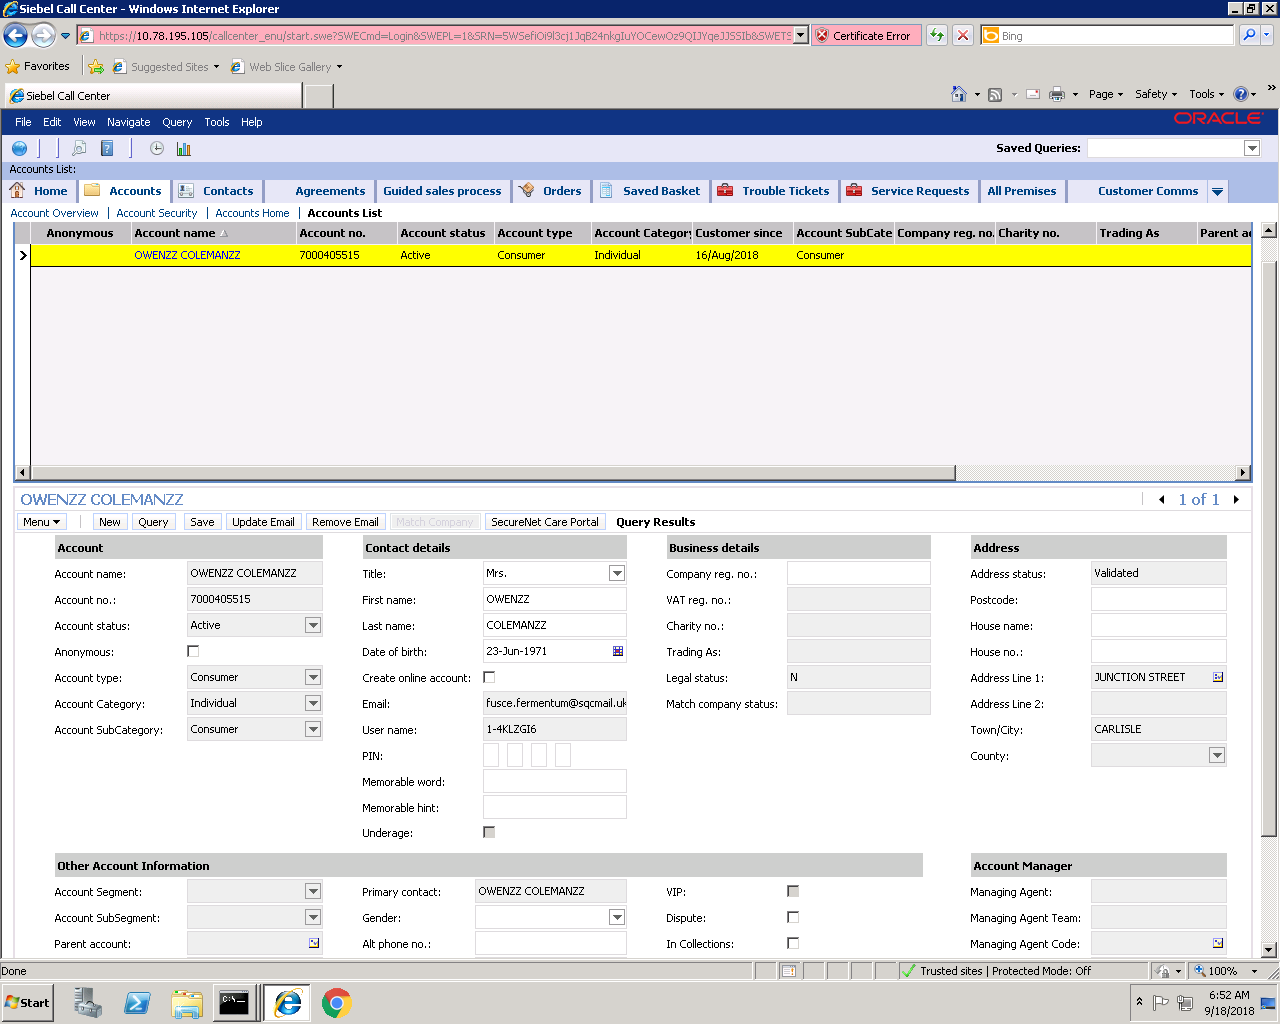 Siebel Call Center - Windows Internet Explorer
https://10.78.195.105/callcenter_enu/start.swe?SWECmd=Login&SWEPL=1&SRN= Certificate Error Bing
Favorites Suggested Sites Web Slice Gallery
Siebel Call Center Page Safety Tools
File Edit View Navigate Query Tools Help ORACLE
Saved Queries:
Accounts List:
Home Accounts Contacts Agreements Guided sales process Orders Saved Basket Trouble Tickets Service Requests All Premises Customer Comms
Account Overview | Account Security | Accounts Home | Accounts List
Anonymous Account name Account no. Account status Account type Account Category Customer since Account SubCate Company reg. no. Charity no. Trading As Parent ac
OWENZZ COLEMANZZ 7000405515 Active Consumer Individual 16/Aug/2018 Consumer
OWENZZ COLEMANZZ 1 of 1
Menu New Query Save Update Email Remove Email Match Company SecureNet Care Portal Query Results
Account Contact details Business details Address
Account name: OWENZZ COLEMANZZ Title: Mrs. Company reg. no.: Address status: Validated
Account no.: 7000405515 First name: OWENZZ VAT reg. no.: Postcode:
Account status: Active Last name: COLEMANZZ Charity no.: House name:
Anonymous: Date of birth: 23-Jun-1971 Trading As: House no.:
Account type: Consumer Create online account: Legal status: N Address Line 1: JUNCTION STREET
Account Category: Individual Email: fusce.fermentum@sqcmail.uk Match company status: Address Line 2:
Account SubCategory: Consumer User name: 1-4KLZGI6 Town/City: CARLISLE
PIN: County:
Memorable word:
Memorable hint:
Underage:
Other Account Information Account Manager
Account Segment: Primary contact: OWENZZ COLEMANZZ VIP: Managing Agent:
Account SubSegment: Gender: Dispute: Managing Agent Team:
Parent account: Alt phone no.: In Collections: Managing Agent Code:
Done Trusted sites | Protected Mode: Off 100%
Start 6:52 AM
9/18/2018